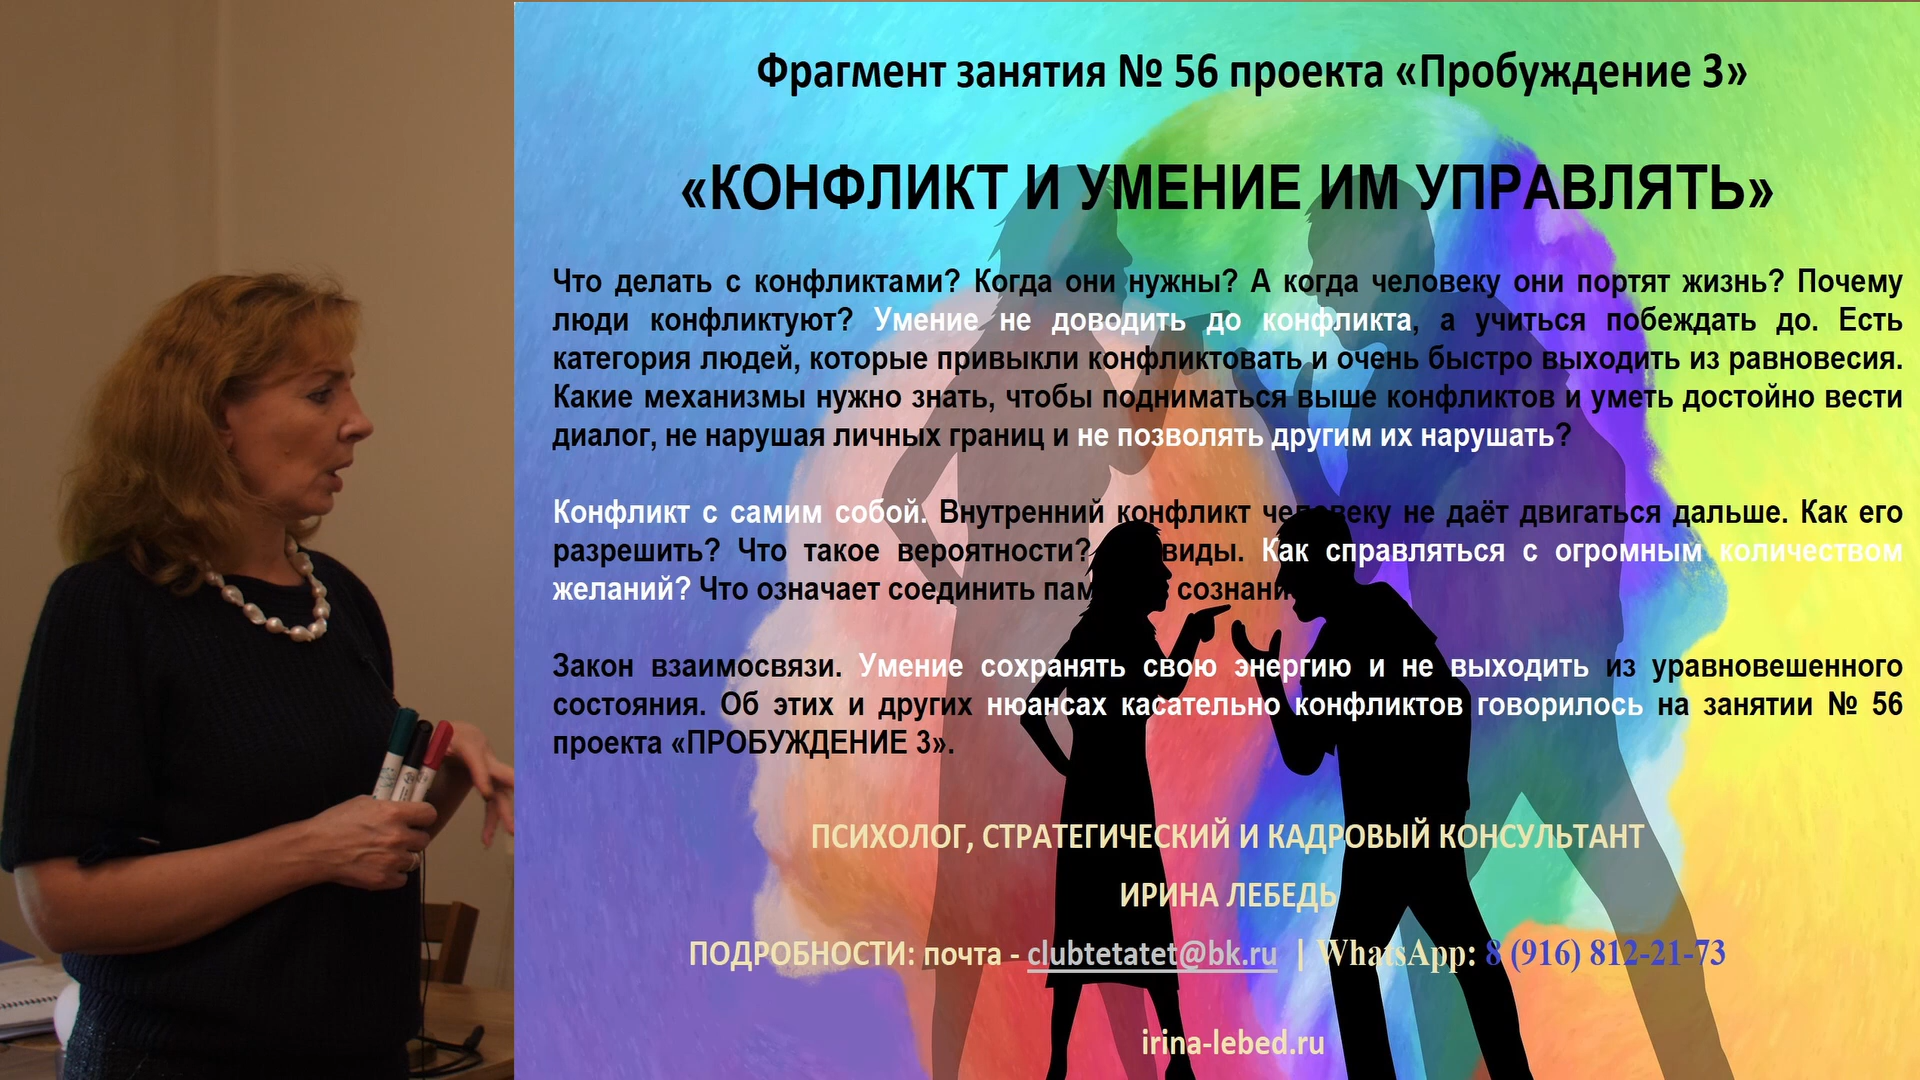 Фрагмент занятия № 56 проекта «Пробуждение 3»
«КОНФЛИКТ И УМЕНИЕ ИМ УПРАВЛЯТЬ»
Что делать с конфликтами? Когда они нужны? А когда человеку они портят жизнь? Почему
люди конфликтуют? Умение не доводить до конфликта, а учиться побеждать до. Есть
категория людей, которые привыкли конфликтовать и очень быстро выходить из равновесия.
Какие механизмы нужно знать, чтобы подниматься выше конфликтов и уметь достойно вести
диалог, не нарушая личных границ и не позволять другим их нарушать?
Конфликт с самим собой. Внутренний конфликт человеку не даёт двигаться дальше. Как его
разрешить? Что такое вероятности? виды. Как справляться с огромным количеством
желаний? Что означает соединить
Закон взаимосвязи. Умение сохранять свою энергию и не выходить из уравновешенного
состояния. Об этих и других нюансах касательно конфликтов говорилось на занятии № 56
проекта «ПРОБУЖДЕНИЕ 3».
ПСИХОЛОГ, СТРАТЕГИЧЕСКИЙ И КАДРОВЫЙ КОНСУЛЬТАНТ
ИРИНА ЛЕБЕДЬ
ПОДРОБНОСТИ: почта - clubtetatet@bk.ru | WhatsApp: 8 (916) 812-21-73
irina-lebed.ru